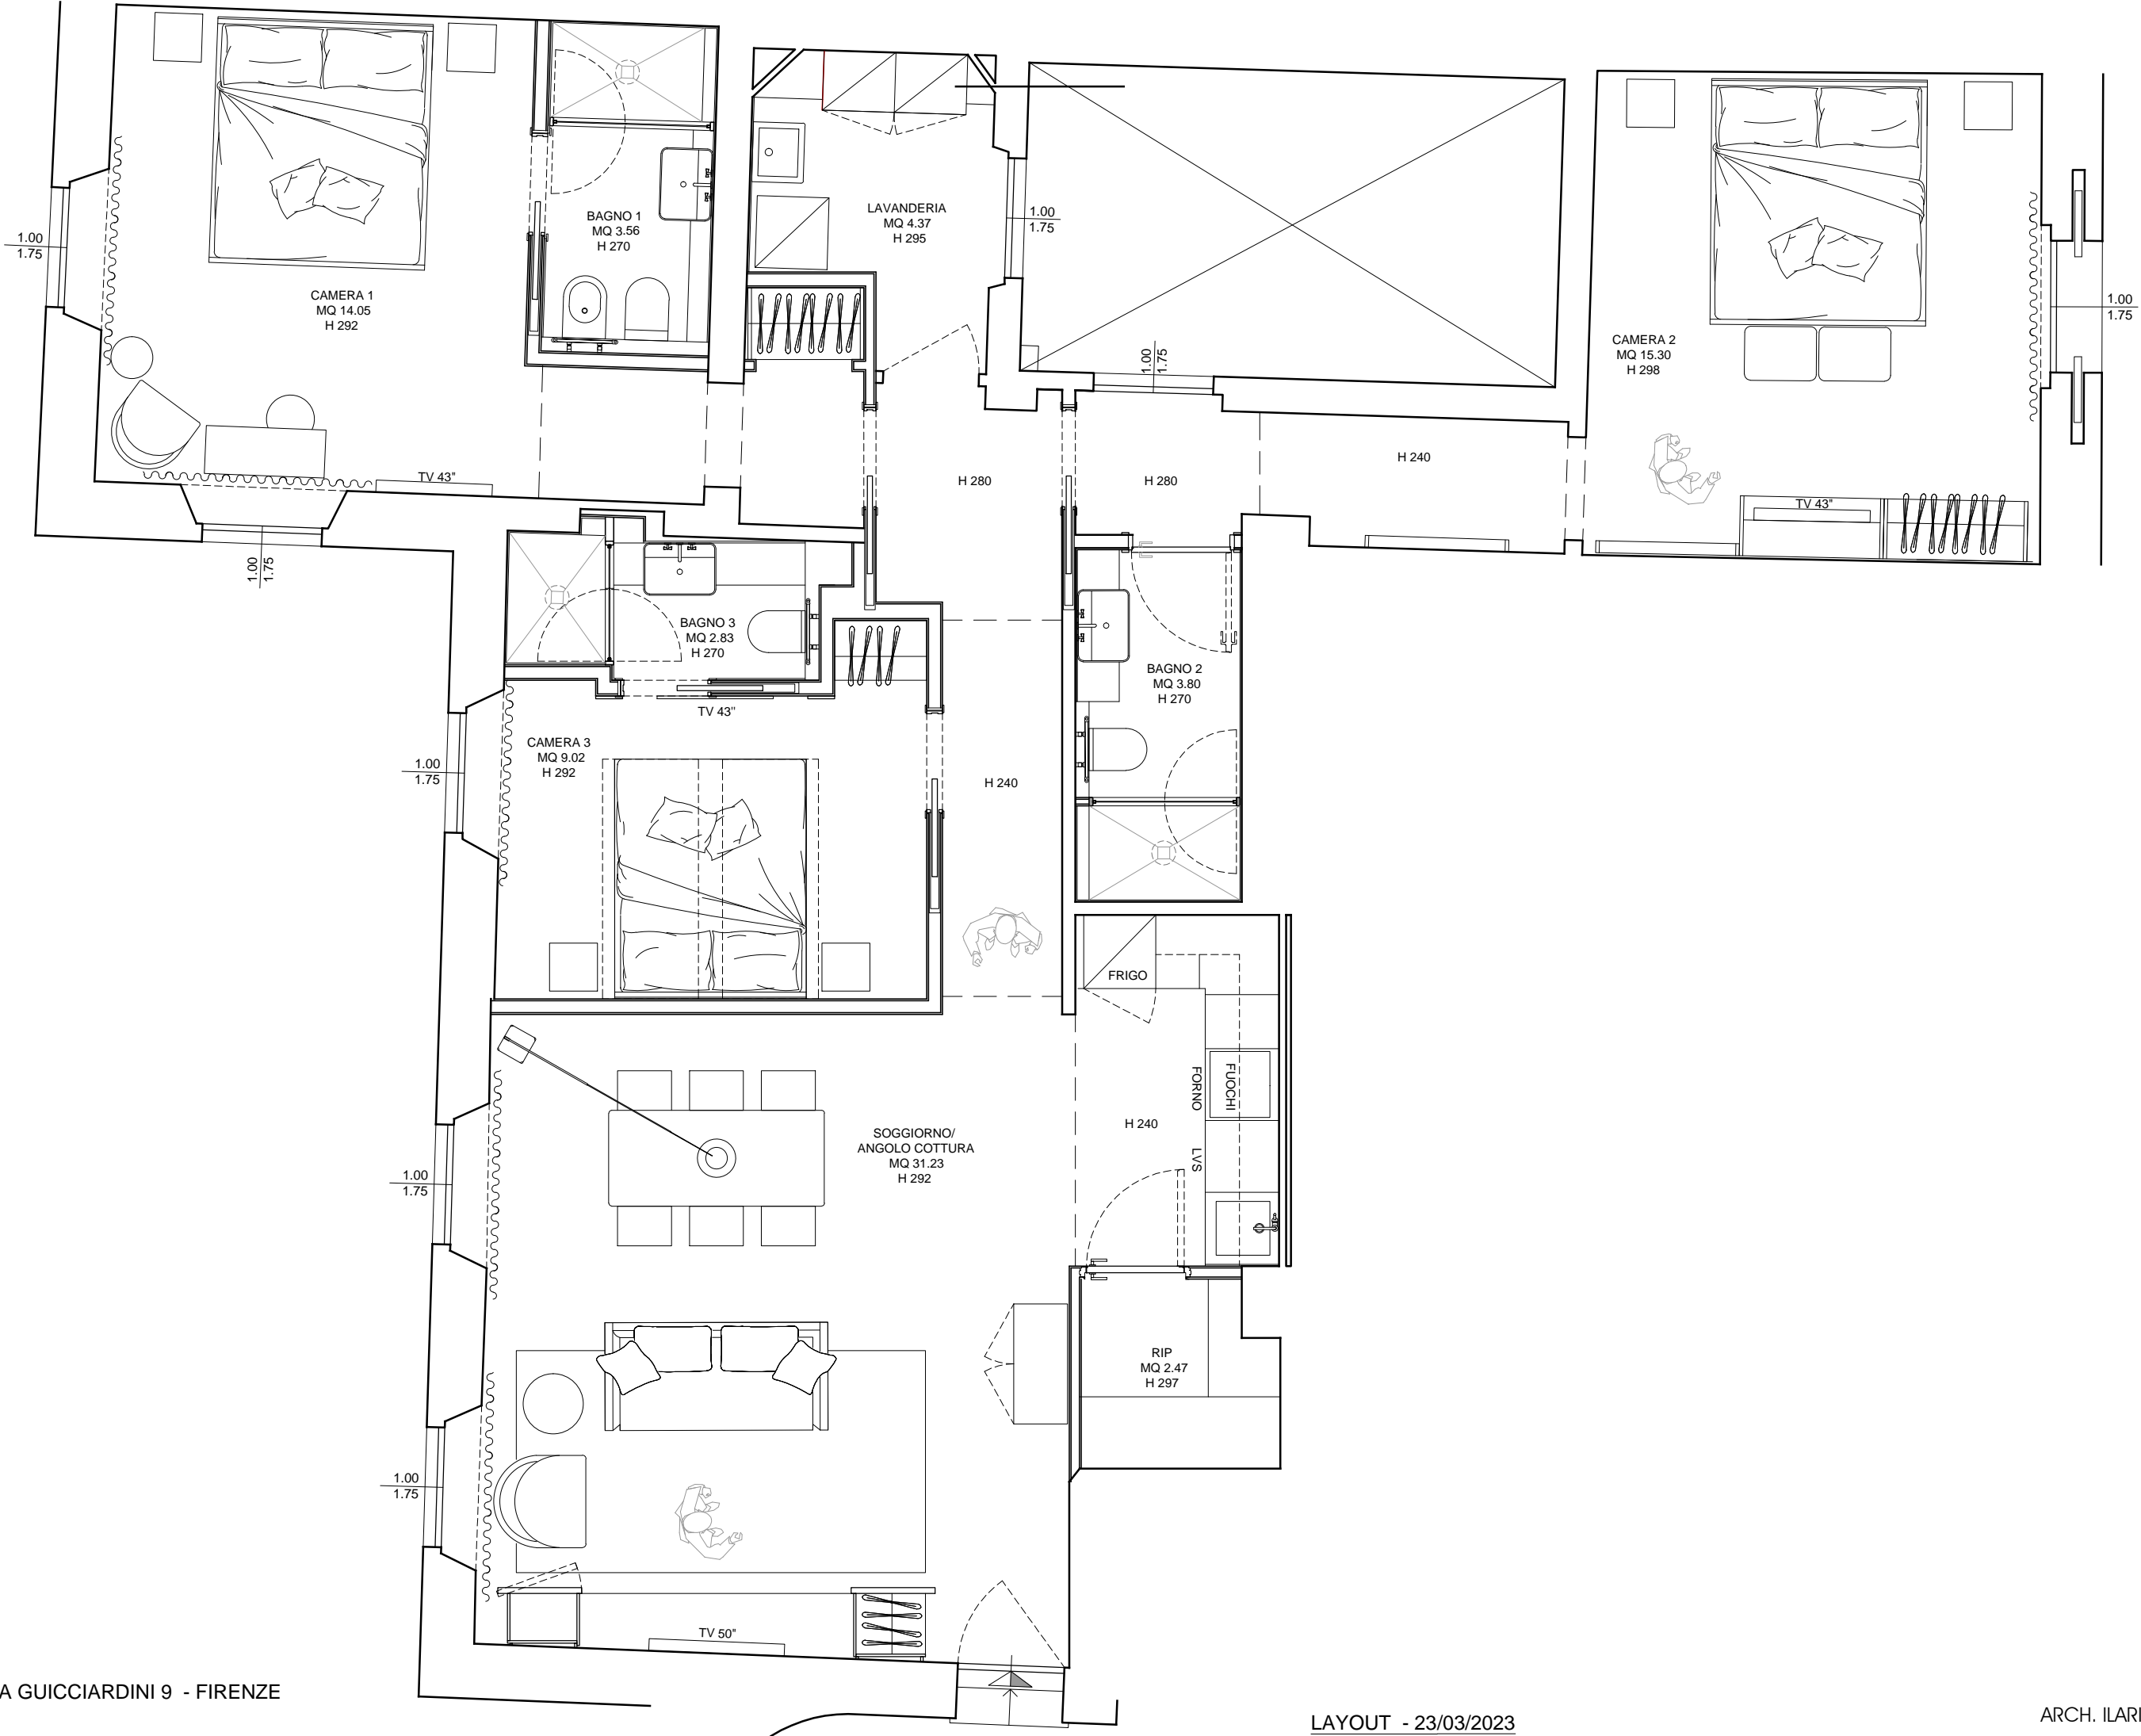 1.00
1.75
CAMERA 1
MQ 14.05
H 292
BAGNO 1
MQ 3.56
H 270
LAVANDERIA
MQ 4.37
H 295
1.00
1.75
1.00
1.75
CAMERA 2
MQ 15.30
H 298
1.00
1.75
TV 43"
1.00
1.75
H 280
H 280
H 240
TV 43"
BAGNO 3
MQ 2.83
H 270
TV 43"
BAGNO 2
MQ 3.80
H 270
CAMERA 3
MQ 9.02
H 292
1.00
1.75
H 240
FRIGO
FORNO
FUOCHI
H 240
LVS
SOGGIORNO/
ANGOLO COTTURA
MQ 31.23
H 292
1.00
1.75
RIP
MQ 2.47
H 297
1.00
1.75
TV 50"
A GUICCIARDINI 9 - FIRENZE
LAYOUT - 23/03/2023
ARCH. ILARI